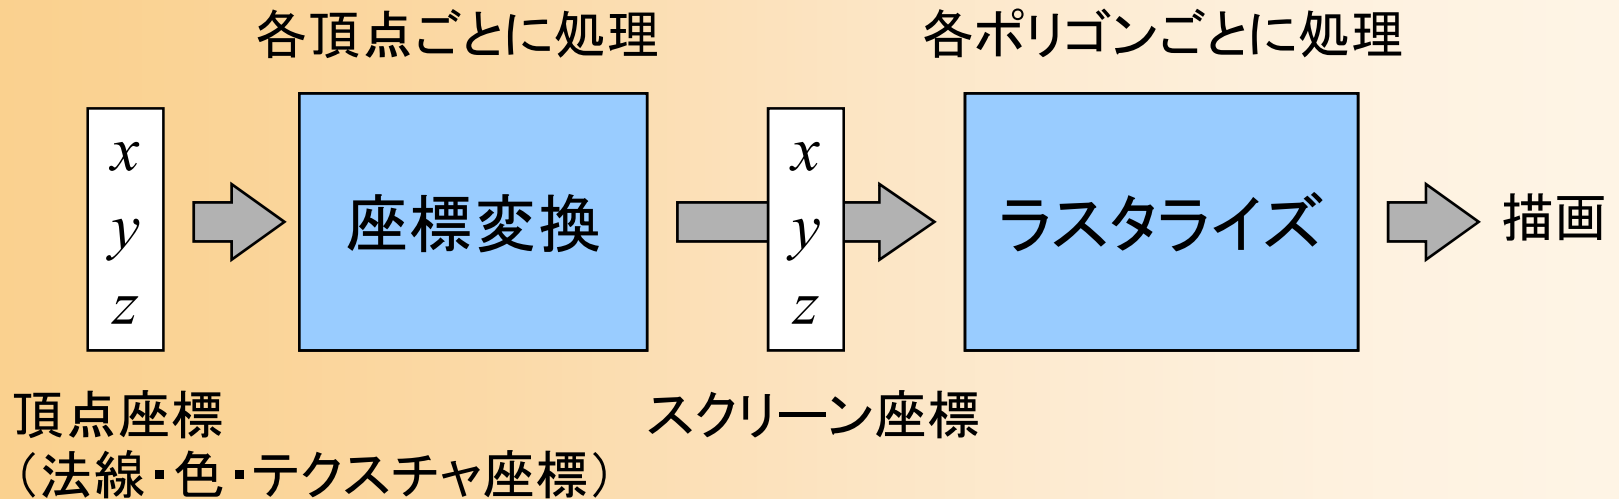 各頂点ごとに処理
各ポリゴンごとに処理
x
y
z
座標変換
x
y
z
ラスタライズ
描画
頂点座標
(法線・色・テクスチャ座標)
スクリーン座標